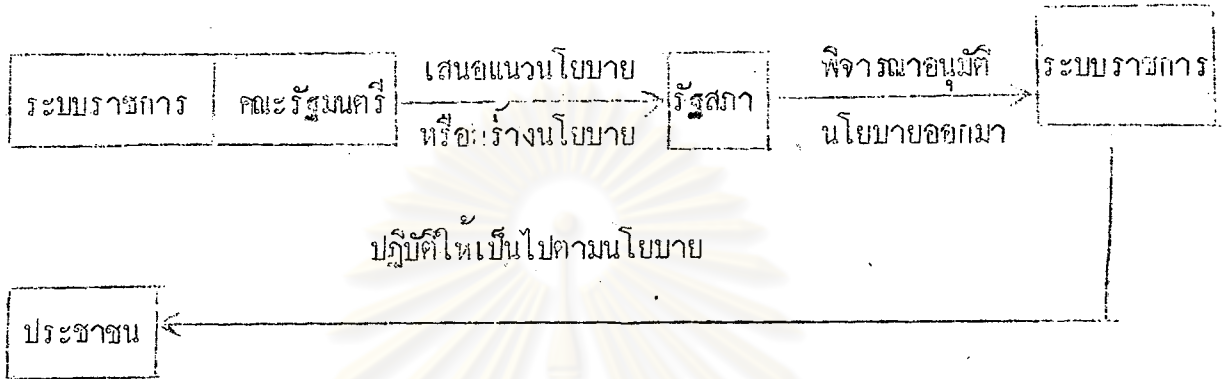 ระบบราชการ คณะรัฐมนตรี
เสนอแนวนโยบาย
หรือร่างนโยบาย
รัฐสภา
พิจารณาอนุมัติ
นโยบายออกมา
ระบบราชการ
ปฏิบัติให้เป็นไปตามนโยบาย
ประชาชน